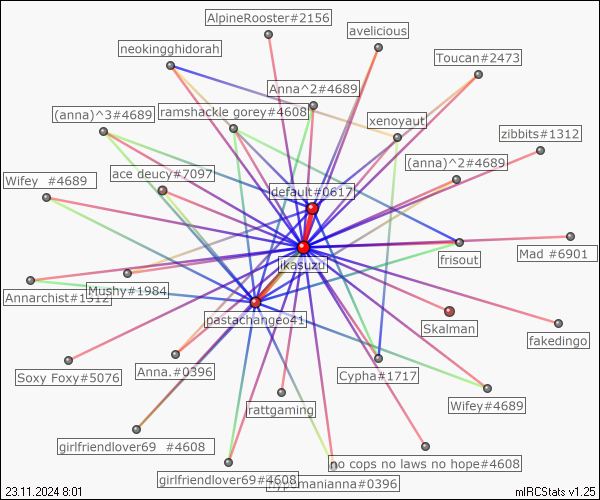 AlpineRooster#2156
avelicious
neokingghidorah
Toucan#2473
Anna^2#4689
(anna)^3#4689
ramshackle gorey#4608
xenoyaut
zibbits#1312
(anna)^2#4689
ace deucy#7097
Wifey #4689
default#0617
Mad #6901
frisout
ikasuzu
Mushy#1984
Annarchist#1312
pastachangeo41
Skalman
fakedingo
Soxy Foxy#5076
Anna.#0396
Cypha#1717
rattgaming
Wifey#4689
girlfriendlover69 #4608
no cops no laws no hope#4608
girlfriendlover69#4608
hypomanianna#0396
23.11.2024 8:01
mIRCStats v1.25